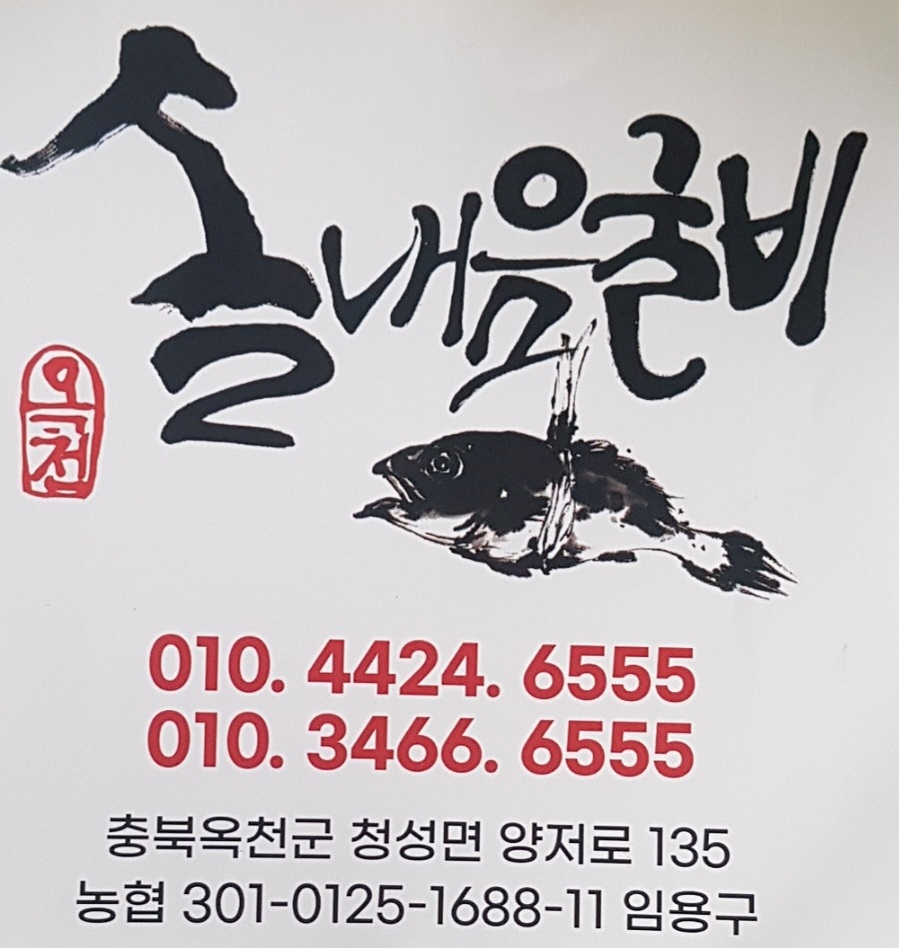 솔내음굴비
옥천
010. 4424. 6555
010. 3466. 6555
충북옥천군 청성면 양저로 135
농협 301-0125-1688-11 임용구